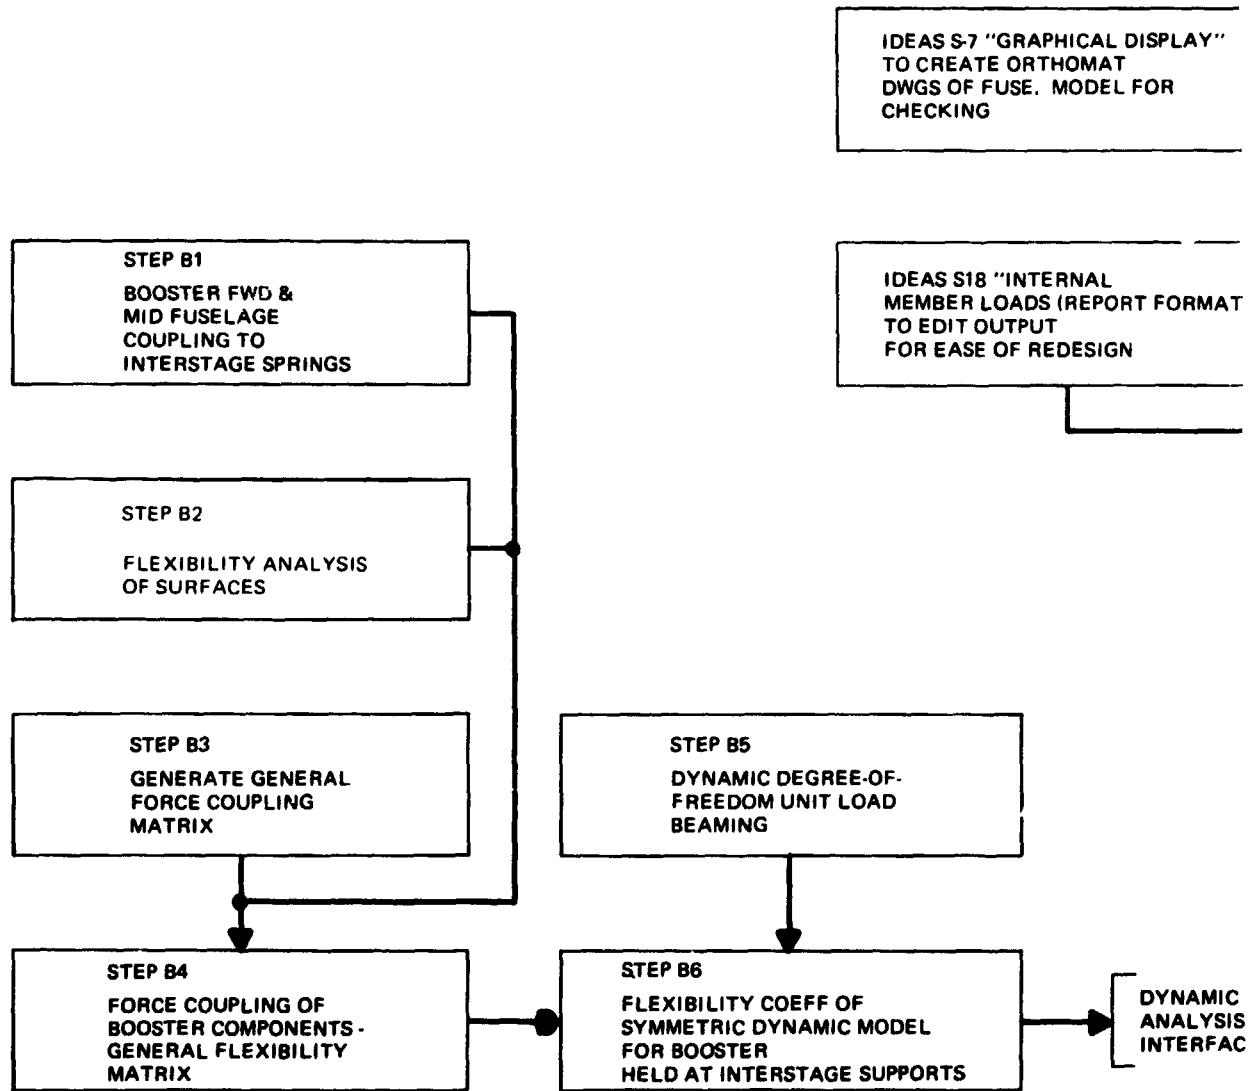 IDEAS S-7 "GRAPHICAL DISPLAY"
TO CREATE ORTHOMAT
DWGS OF FUSE. MODEL FOR
CHECKING
STEP B1
BOOSTER FWD &
MID FUSELAGE
COUPLING TO
INTERSTAGE SPRINGS
IDEAS S18 "INTERNAL
MEMBER LOADS (REPORT FORMAT
TO EDIT OUTPUT
FOR EASE OF REDESIGN
STEP B2
FLEXIBILITY ANALYSIS
OF SURFACES
STEP B3
GENERATE GENERAL
FORCE COUPLING
MATRIX
STEP B5
DYNAMIC DEGREE-OF-
FREEDOM UNIT LOAD
BEAMING
STEP B4
FORCE COUPLING OF
BOOSTER COMPONENTS -
GENERAL FLEXIBILITY
MATRIX
STEP B6
FLEXIBILITY COEFF OF
SYMMETRIC DYNAMIC MODEL
FOR BOOSTER
HELD AT INTERSTAGE SUPPORTS
DYNAMIC
ANALYSIS
INTERFAC